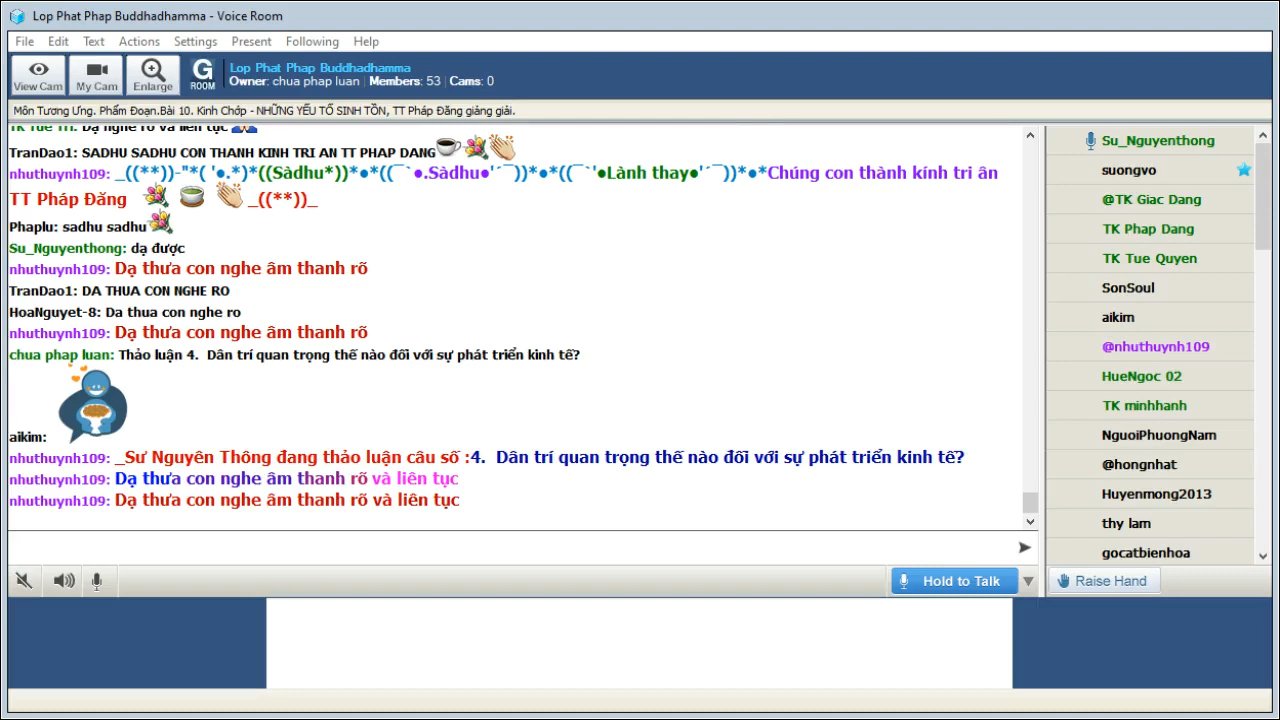 Lop Phat Phap Buddhadhamma - Voice Room
File Edit Text Actions Settings Present Following Help
View Cam My Cam Enlarge G ROOM
Lop Phat Phap Buddhadhamma
Owner: chua phap luan Members: 53 Cams: 0
Môn Tương Ưng. Phẩm Đoạn.Bài 10. Kinh Chớp - NHỮNG YẾU TỐ SINH TỒN, TT Pháp Đăng giảng giải.
TK Tue Tri: Dạ nghe rõ và liên tục
TranDao1: SADHU SADHU CON THANH KINH TRI AN TT PHAP DANG
nhuthuynh109: _((**))-"*( '●.*)*((Sàdhu*))*●*((¯`●.Sàdhu●'´¯))*●*((¯`'●Lành thay●'´¯))*●*Chúng con thành kính tri ân
TT Pháp Đăng _((**))_
Phaplu: sadhu sadhu
Su_Nguyenthong: dạ được
nhuthuynh109: Dạ thưa con nghe âm thanh rõ
TranDao1: DA THUA CON NGHE RO
HoaNguyet-8: Da thua con nghe ro
nhuthuynh109: Dạ thưa con nghe âm thanh rõ
chua phap luan: Thảo luận 4. Dân trí quan trọng thế nào đối với sự phát triển kinh tế?
aikim:
nhuthuynh109: _Sư Nguyên Thông đang thảo luận câu số :4. Dân trí quan trọng thế nào đối với sự phát triển kinh tế?
nhuthuynh109: Dạ thưa con nghe âm thanh rõ và liên tục
nhuthuynh109: Dạ thưa con nghe âm thanh rõ và liên tục
Su_Nguyenthong
suongvo
@TK Giac Dang
TK Phap Dang
TK Tue Quyen
SonSoul
aikim
@nhuthuynh109
HueNgoc 02
TK minhhanh
NguoiPhuongNam
@hongnhat
Huyenmong2013
thy lam
gocatbienhoa
Hold to Talk
Raise Hand